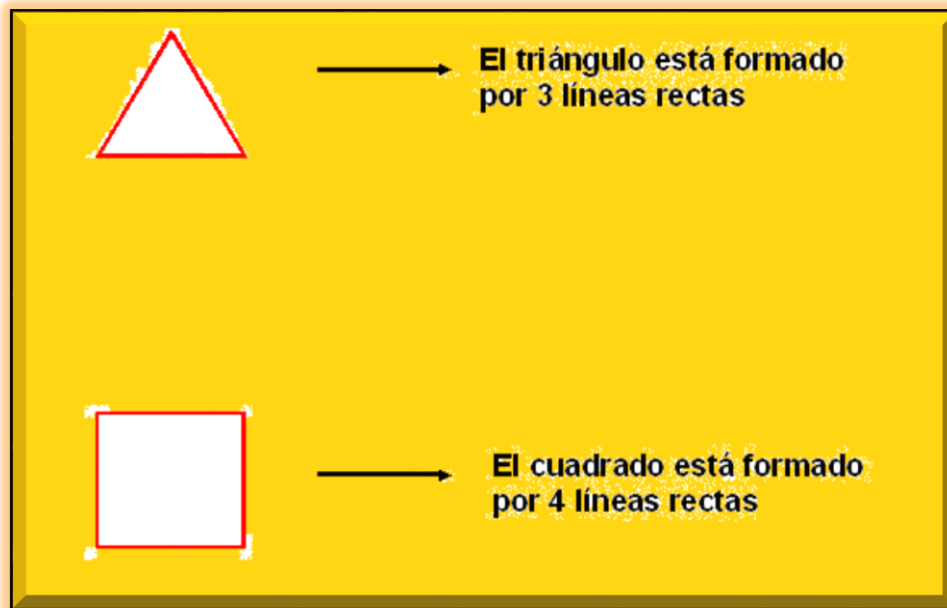 El triángulo está formado
por 3 líneas rectas
El cuadrado está formado
por 4 líneas rectas